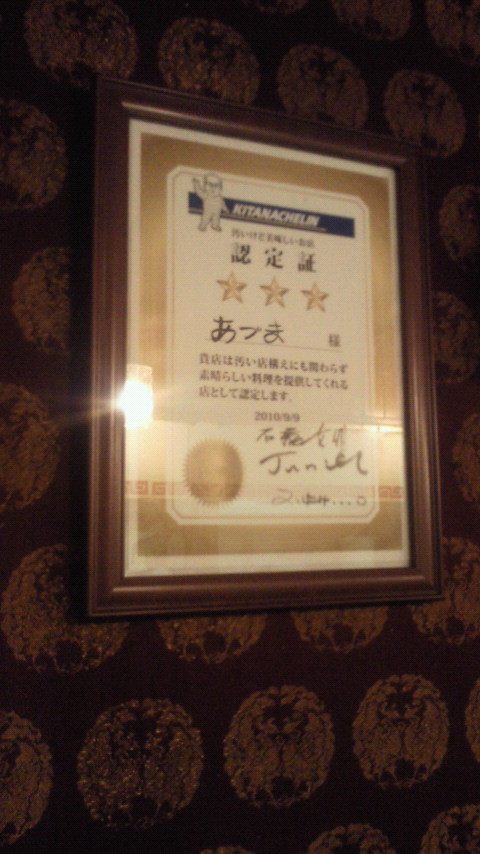 KITANACHELIN
汚いけど美味しいお店
認定証
あづま 様
貴店は汚い店構えにも関わらず
素晴らしい料理を提供してくれる
店として認定します。
2010/9/9